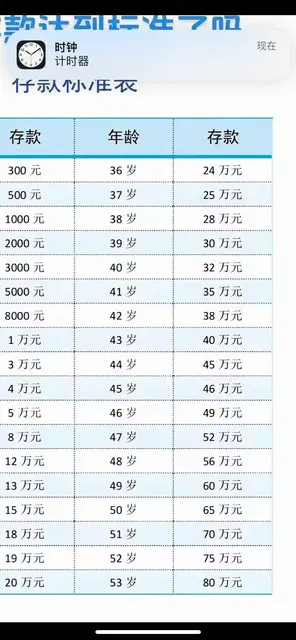 款达到标准了吗
时钟
计时器
现在
存款标准表
存款 年龄 存款
300 元 36 岁 24 万元
500 元 37 岁 25 万元
1000 元 38 岁 28 万元
2000 元 39 岁 30 万元
3000 元 40 岁 32 万元
5000 元 41 岁 35 万元
8000 元 42 岁 38 万元
1 万元 43 岁 40 万元
3 万元 44 岁 45 万元
4 万元 45 岁 46 万元
5 万元 46 岁 49 万元
8 万元 47 岁 52 万元
12 万元 48 岁 56 万元
13 万元 49 岁 60 万元
15 万元 50 岁 65 万元
18 万元 51 岁 70 万元
19 万元 52 岁 75 万元
20 万元 53 岁 80 万元